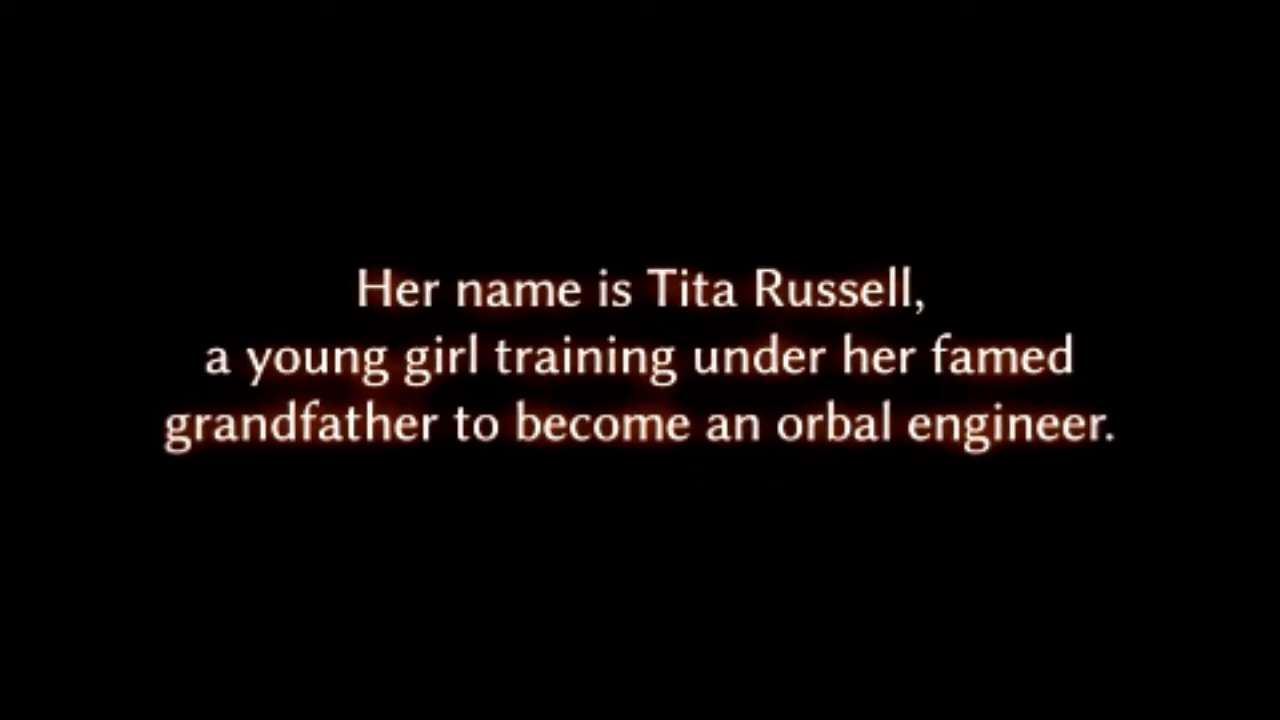 Her name is Tita Russell,
a young girl training under her famed
grandfather to become an orbal engineer.